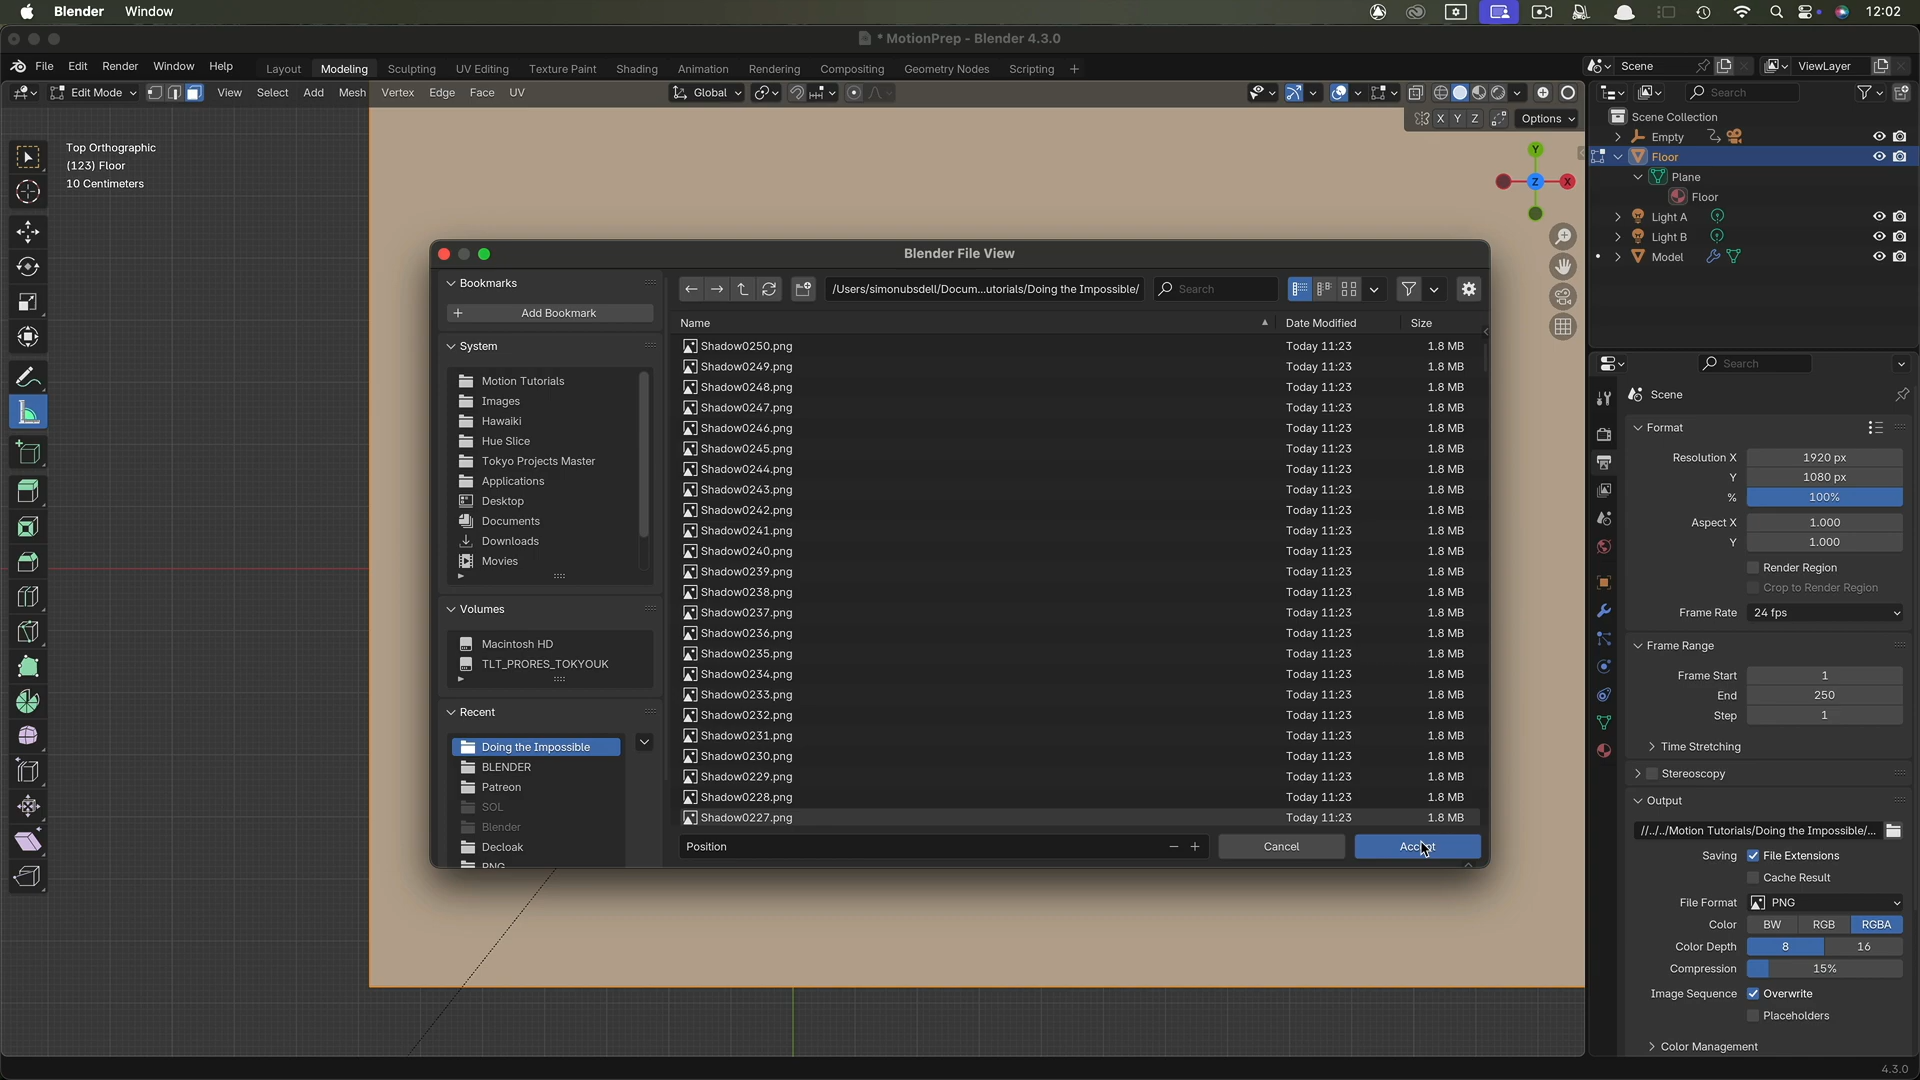 Blender Window 12:02
* MotionPrep - Blender 4.3.0
File Edit Render Window Help Layout Modeling Sculpting UV Editing Texture Paint Shading Animation Rendering Compositing Geometry Nodes Scripting + Scene ViewLayer
Edit Mode View Select Add Mesh Vertex Edge Face UV Global Search
X Y Z Options
Top Orthographic
(123) Floor
10 Centimeters
Y
Z X
Scene Collection
Empty
Floor
Plane
Floor
Light A
Light B
Model
Blender File View
Bookmarks
Add Bookmark
System
Motion Tutorials
Images
Hawaiki
Hue Slice
Tokyo Projects Master
Applications
Desktop
Documents
Downloads
Movies
Volumes
Macintosh HD
TLT_PRORES_TOKYOUK
Recent
Doing the Impossible
BLENDER
Patreon
SOL
Blender
Decloak
PNG
/Users/simonubsdell/Docum...utorials/Doing the Impossible/ Search
Name Date Modified Size
Shadow0250.png Today 11:23 1.8 MB
Shadow0249.png Today 11:23 1.8 MB
Shadow0248.png Today 11:23 1.8 MB
Shadow0247.png Today 11:23 1.8 MB
Shadow0246.png Today 11:23 1.8 MB
Shadow0245.png Today 11:23 1.8 MB
Shadow0244.png Today 11:23 1.8 MB
Shadow0243.png Today 11:23 1.8 MB
Shadow0242.png Today 11:23 1.8 MB
Shadow0241.png Today 11:23 1.8 MB
Shadow0240.png Today 11:23 1.8 MB
Shadow0239.png Today 11:23 1.8 MB
Shadow0238.png Today 11:23 1.8 MB
Shadow0237.png Today 11:23 1.8 MB
Shadow0236.png Today 11:23 1.8 MB
Shadow0235.png Today 11:23 1.8 MB
Shadow0234.png Today 11:23 1.8 MB
Shadow0233.png Today 11:23 1.8 MB
Shadow0232.png Today 11:23 1.8 MB
Shadow0231.png Today 11:23 1.8 MB
Shadow0230.png Today 11:23 1.8 MB
Shadow0229.png Today 11:23 1.8 MB
Shadow0228.png Today 11:23 1.8 MB
Shadow0227.png Today 11:23 1.8 MB
Position Cancel Accept
Search
Scene
Format
Resolution X 1920 px
Y 1080 px
% 100%
Aspect X 1.000
Y 1.000
Render Region
Crop to Render Region
Frame Rate 24 fps
Frame Range
Frame Start 1
End 250
Step 1
Time Stretching
Stereoscopy
Output
//../../Motion Tutorials/Doing the Impossible/...
Saving File Extensions
Cache Result
File Format PNG
Color BW RGB RGBA
Color Depth 8 16
Compression 15%
Image Sequence Overwrite
Placeholders
Color Management
4.3.0